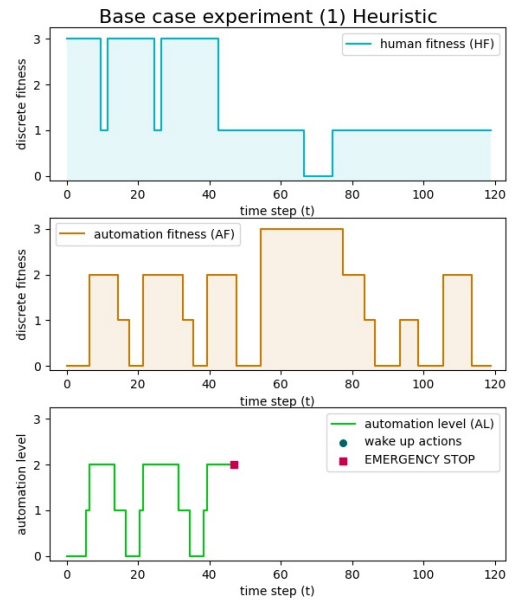 Base case experiment (1) Heuristic
human fitness (HF)
discrete fitness
3
2
1
0
0 20 40 60 80 100 120
time step (t)
automation fitness (AF)
discrete fitness
3
2
1
0
0 20 40 60 80 100 120
time step (t)
automation level (AL)
wake up actions
EMERGENCY STOP
automation level
3
2
1
0
0 20 40 60 80 100 120
time step (t)